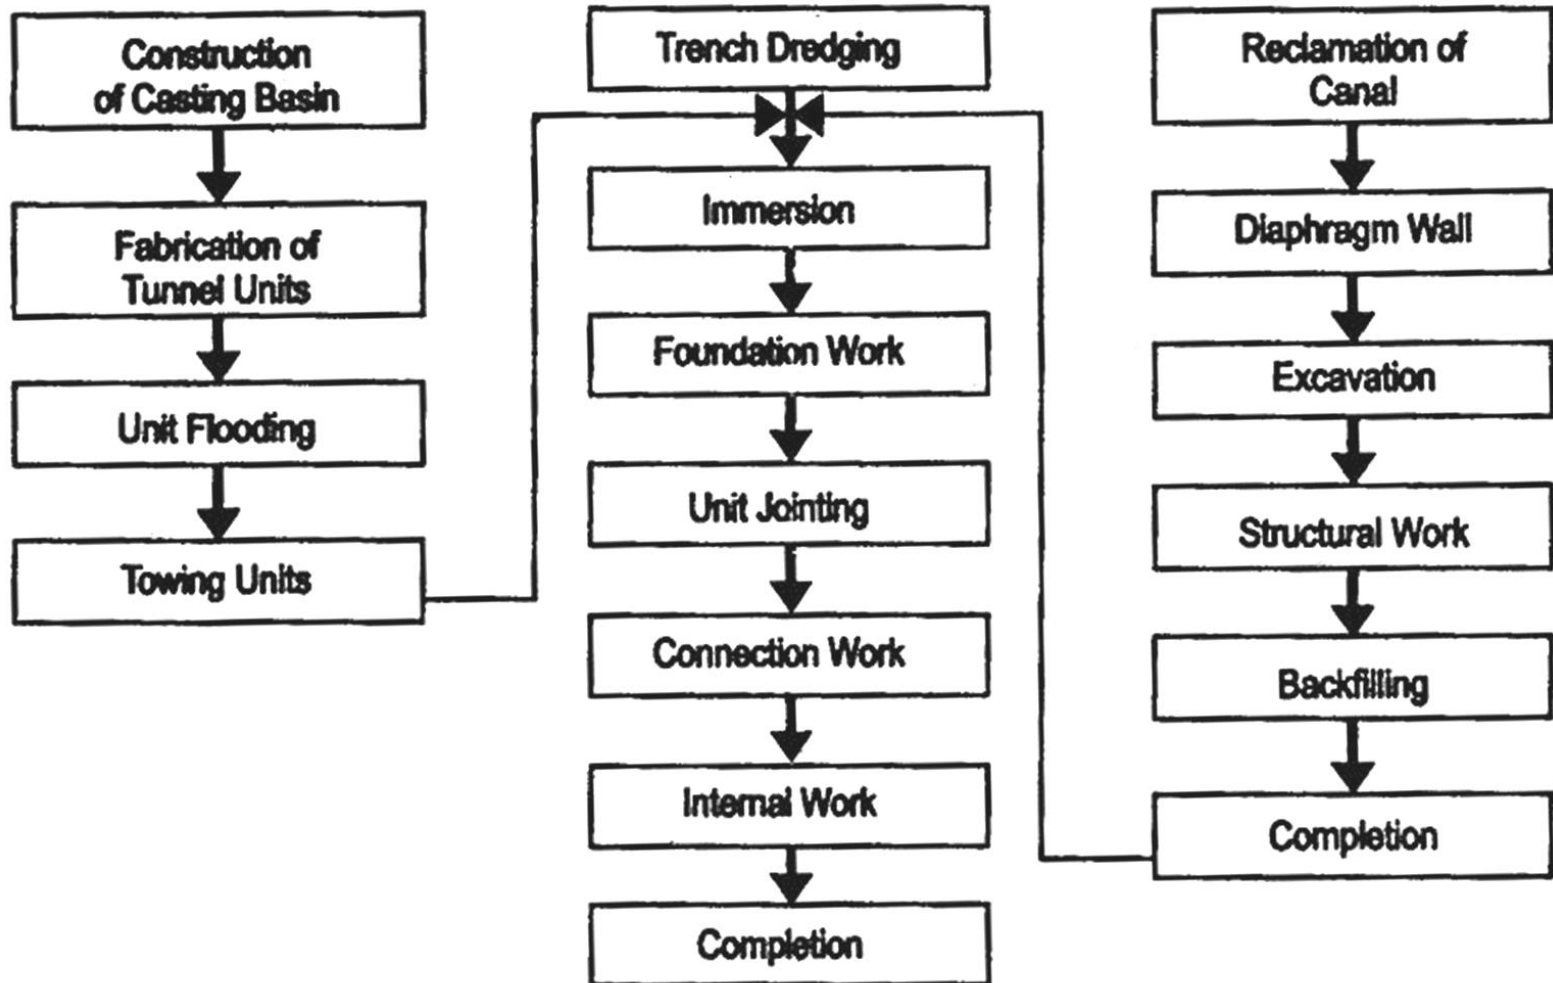 Construction
of Casting Basin
Fabrication of
Tunnel Units
Unit Flooding
Towing Units
Trench Dredging
Immersion
Foundation Work
Unit Jointing
Connection Work
Internal Work
Completion
Reclamation of
Canal
Diaphragm Wall
Excavation
Structural Work
Backfilling
Completion